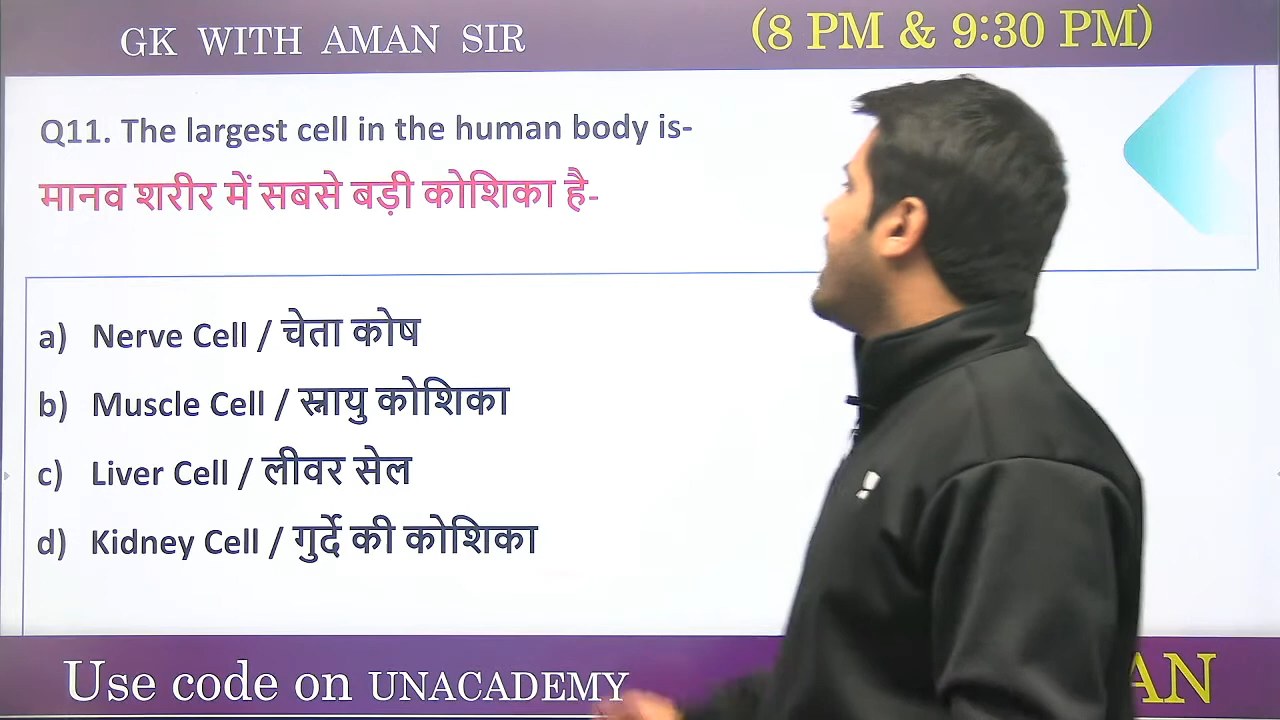 GK WITH AMAN SIR
(8 PM & 9:30 PM)
Q11. The largest cell in the human body is-
मानव शरीर में सबसे बड़ी कोशिका है-
a) Nerve Cell / चेता कोष
b) Muscle Cell / स्नायु कोशिका
c) Liver Cell / लीवर सेल
d) Kidney Cell / गुर्दे की कोशिका
Use code on UNACADEMY